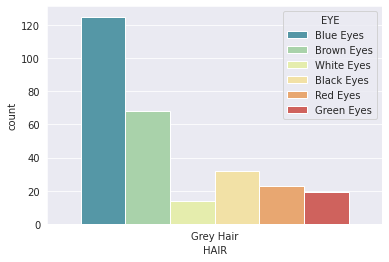 EYE
Blue Eyes
Brown Eyes
White Eyes
Black Eyes
Red Eyes
Green Eyes
120
100
80
60
40
20
0
count
Grey Hair
HAIR